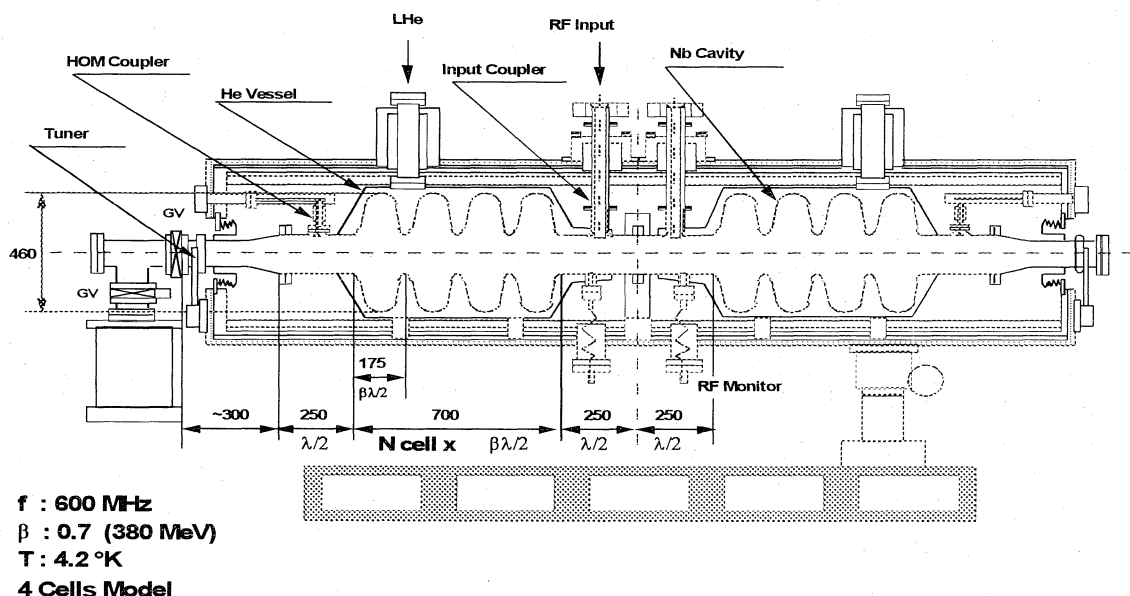 LHe
RF Input
HOM Coupler
Input Coupler
Nb Cavity
He Vessel
Tuner
GV
460
GV
175
βλ/2
RF Monitor
~300
250
700
250
250
λ/2
N cell x βλ/2
λ/2
λ/2
f : 600 MHz
β : 0.7 (380 MeV)
T : 4.2 °K
4 Cells Model